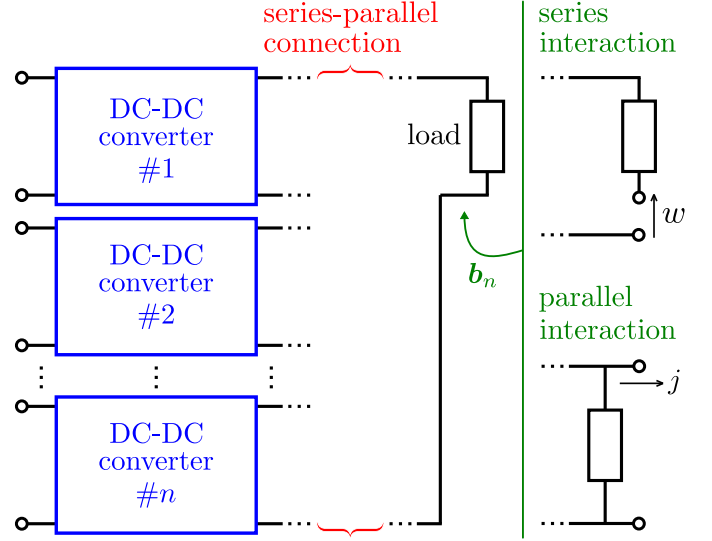 series-parallel
connection
series
interaction
DC-DC
converter
#1
load
w
DC-DC
converter
#2
b_n
parallel
interaction
j
DC-DC
converter
#n